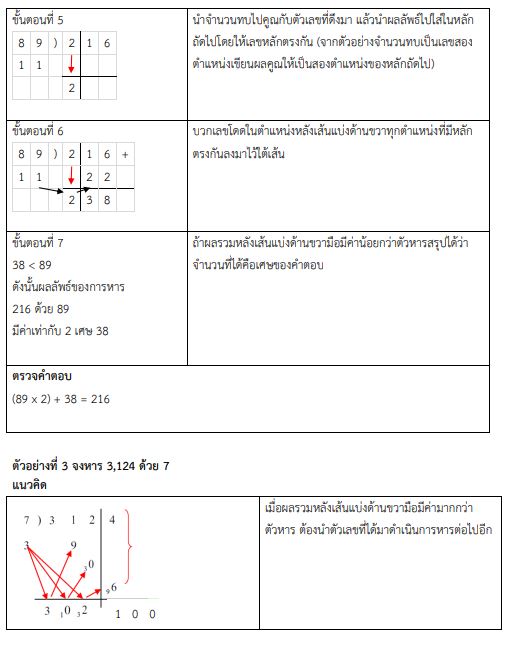 ขั้นตอนที่ 5
8 9 ) 2 1 6
1 1
2
นำจำนวนทบไปคูณกับตัวเลขที่ดึงมา แล้วนำผลลัพธ์ไปใส่ในหลัก
ถัดไปโดยให้เลขหลักตรงกัน (จากตัวอย่างจำนวนทบเป็นเลขสอง
ตำแหน่งเขียนผลคูณให้เป็นสองตำแหน่งของหลักถัดไป)
ขั้นตอนที่ 6
8 9 ) 2 1 6 +
1 1 2 2
2 3 8
บวกเลขโดดในตำแหน่งหลังเส้นแบ่งด้านขวาทุกตำแหน่งที่มีหลัก
ตรงกันลงมาไว้ใต้เส้น
ขั้นตอนที่ 7
38 < 89
ดังนั้นผลลัพธ์ของการหาร
216 ด้วย 89
มีค่าเท่ากับ 2 เศษ 38
ถ้าผลรวมหลังเส้นแบ่งด้านขวามือมีค่าน้อยกว่าตัวหารสรุปได้ว่า
จำนวนที่ได้คือเศษของคำตอบ
ตรวจคำตอบ
(89 x 2) + 38 = 216
ตัวอย่างที่ 3 จงหาร 3,124 ด้วย 7
แนวคิด
7 ) 3 1 2 4
3 9
3 0
9 6
3 1 0 3 2 1 0 0
เมื่อผลรวมหลังเส้นแบ่งด้านขวามือมีค่ามากกว่า
ตัวหาร ต้องนำตัวเลขที่ได้มาดำเนินการหารต่อไปอีก